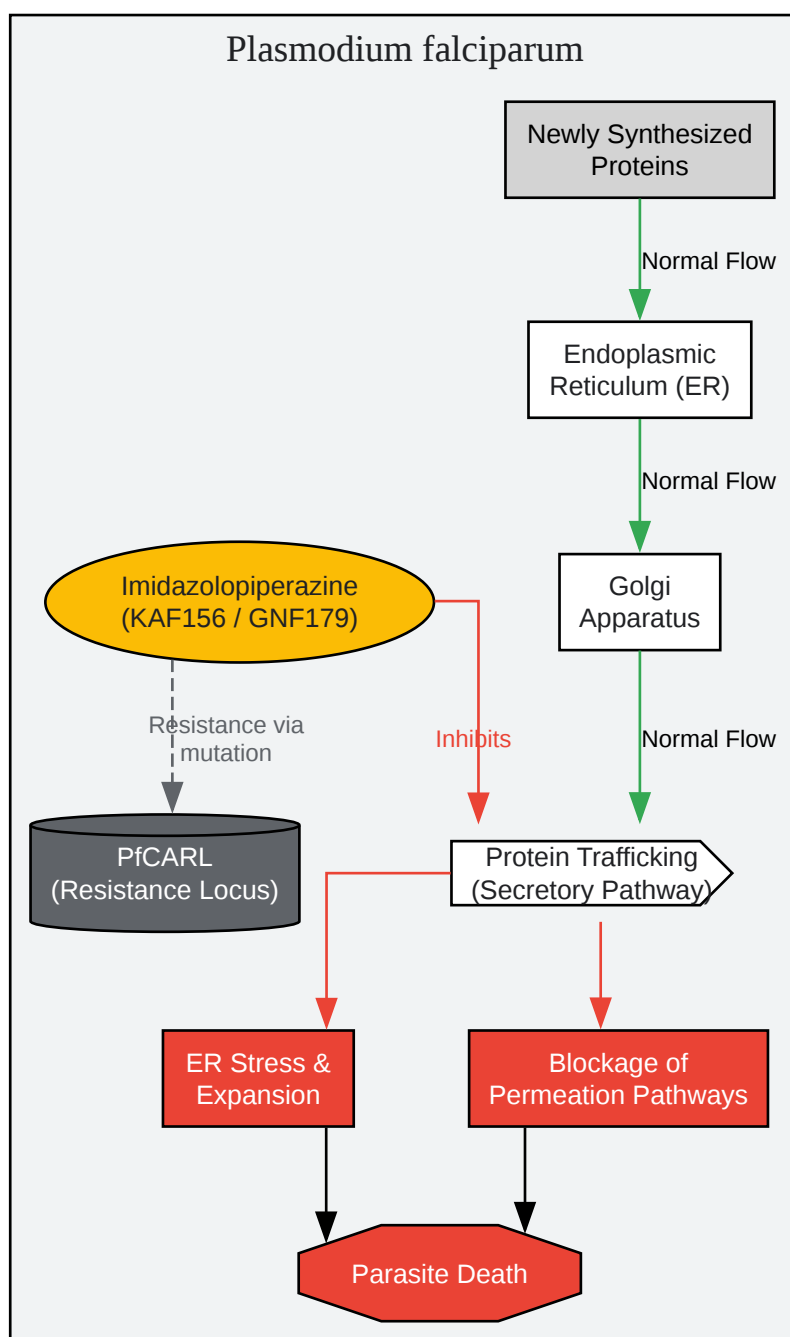 Plasmodium falciparum
Newly Synthesized
Proteins
Normal Flow
Endoplasmic
Reticulum (ER)
Normal Flow
Imidazolopiperazine
(KAF156 / GNF179)
Golgi
Apparatus
Resistance via
mutation
Inhibits
Normal Flow
PfCARL
(Resistance Locus)
Protein Trafficking
(Secretory Pathway)
ER Stress &
Expansion
Blockage of
Permeation Pathways
Parasite Death